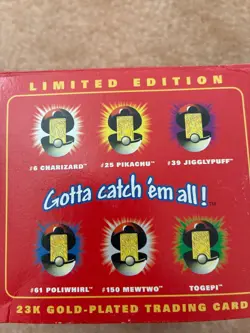 LIMITED EDITION
#6 CHARIZARD™ #25 PIKACHU™ #39 JIGGLYPUFF™
Gotta catch 'em all!™
#61 POLIWHIRL™ #150 MEWTWO™ TOGEPI™
23K GOLD-PLATED TRADING CARD